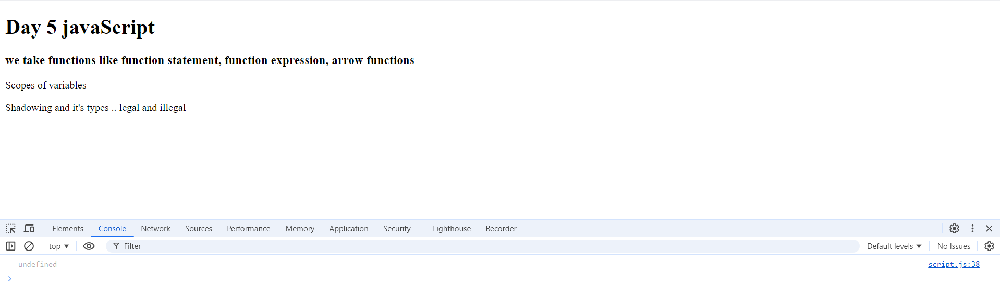 Day 5 javaScript
we take functions like function statement, function expression, arrow functions
Scopes of variables
Shadowing and it's types .. legal and illegal
Elements Console Network Sources Performance Memory Application Security Lighthouse Recorder
top Filter Default levels No Issues
undefined script.js:38